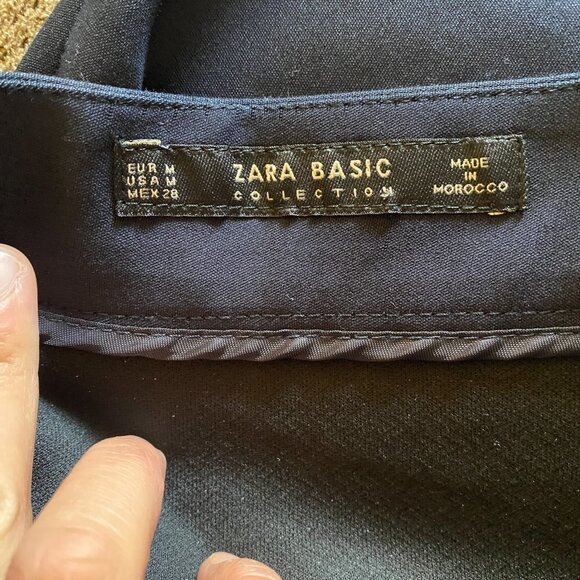 EUR M
USA M
MEX 28
ZARA BASIC
COLLECTION
MADE
IN
MOROCCO